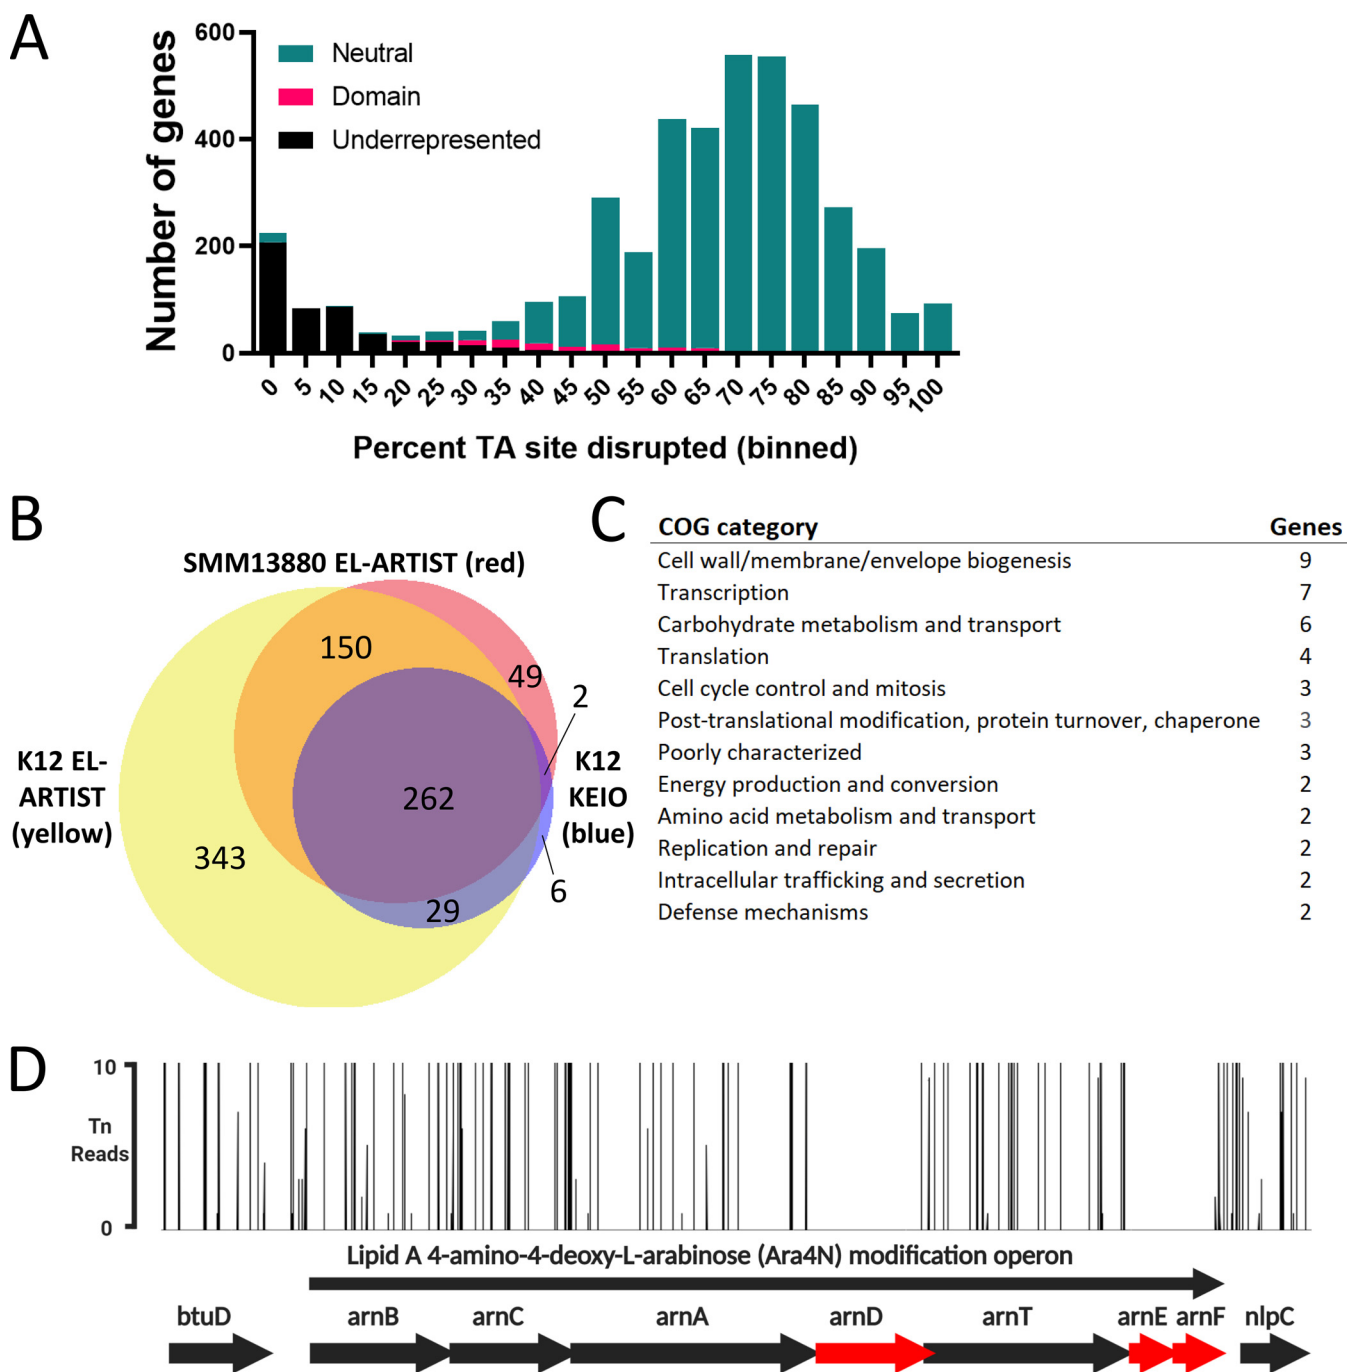 A
600
400
200
0
Number of genes
Neutral
Domain
Underrepresented
0 5 10 15 20 25 30 35 40 45 50 55 60 65 70 75 80 85 90 95 100
Percent TA site disrupted (binned)
B
SMM13880 EL-ARTIST (red)
150
49
2
K12 EL-
ARTIST
(yellow)
262
K12
KEIO
(blue)
343
29
6
C
COG category Genes
Cell wall/membrane/envelope biogenesis 9
Transcription 7
Carbohydrate metabolism and transport 6
Translation 4
Cell cycle control and mitosis 3
Post-translational modification, protein turnover, chaperone 3
Poorly characterized 3
Energy production and conversion 2
Amino acid metabolism and transport 2
Replication and repair 2
Intracellular trafficking and secretion 2
Defense mechanisms 2
D
10
Tn
Reads
0
Lipid A 4-amino-4-deoxy-L-arabinose (Ara4N) modification operon
btuD arnB arnC arnA arnD arnT arnE arnF nlpC